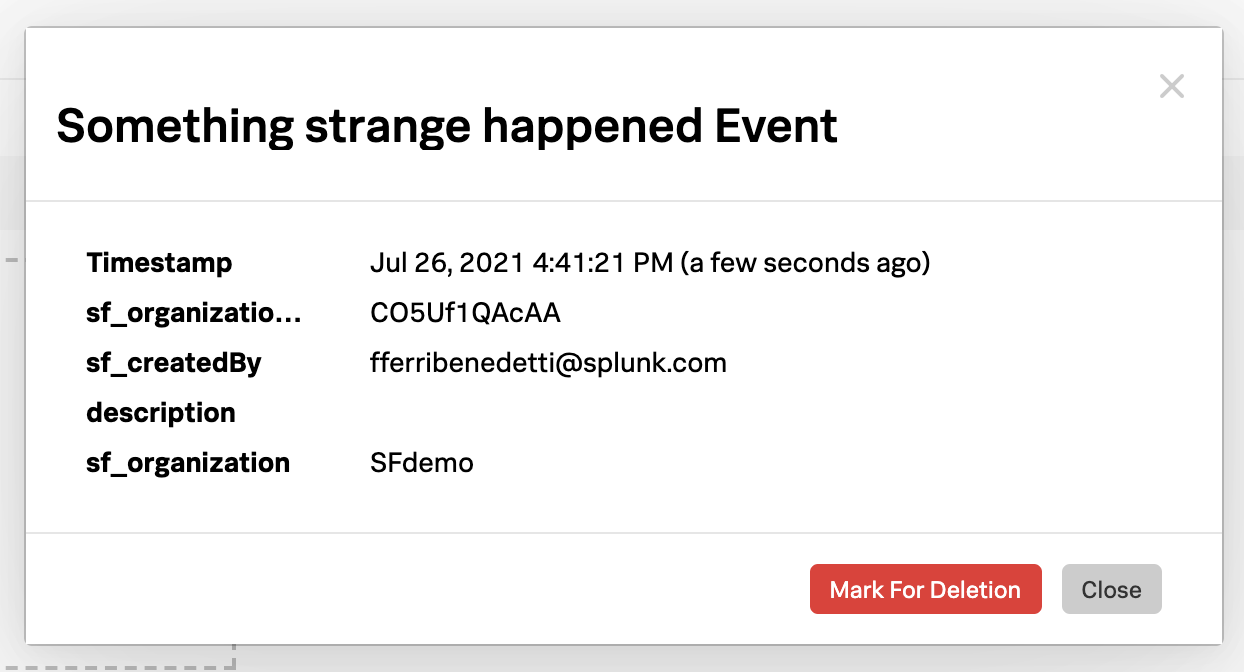 Something strange happened Event
Timestamp Jul 26, 2021 4:41:21 PM (a few seconds ago)
sf_organizatio... CO5Uf1QAcAA
sf_createdBy fferribenedetti@splunk.com
description
sf_organization SFdemo
Mark For Deletion Close